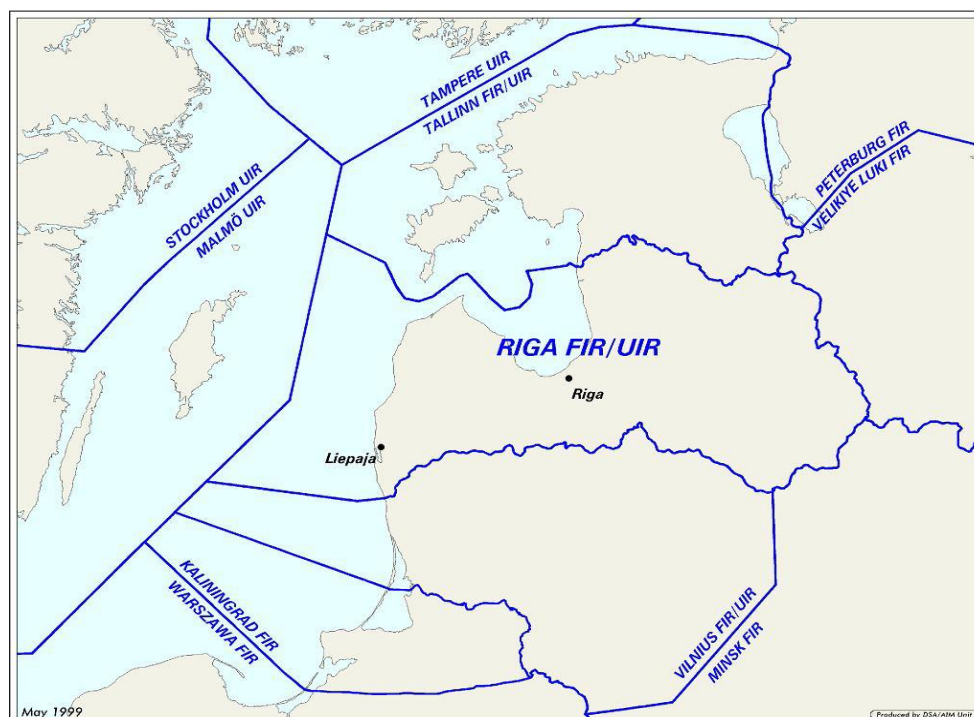 TAMPERE UIR
TALLINN FIR/UIR
PETERBURG FIR
VELIKIYE LUKI FIR
STOCKHOLM UIR
MALMÖ UIR
RIGA FIR/UIR
Riga
Liepaja
KALININGRAD FIR
WARSZAWA FIR
VILNIUS FIR/UIR
MINSK FIR
May 1999
Produced by DSA/AIM Unit